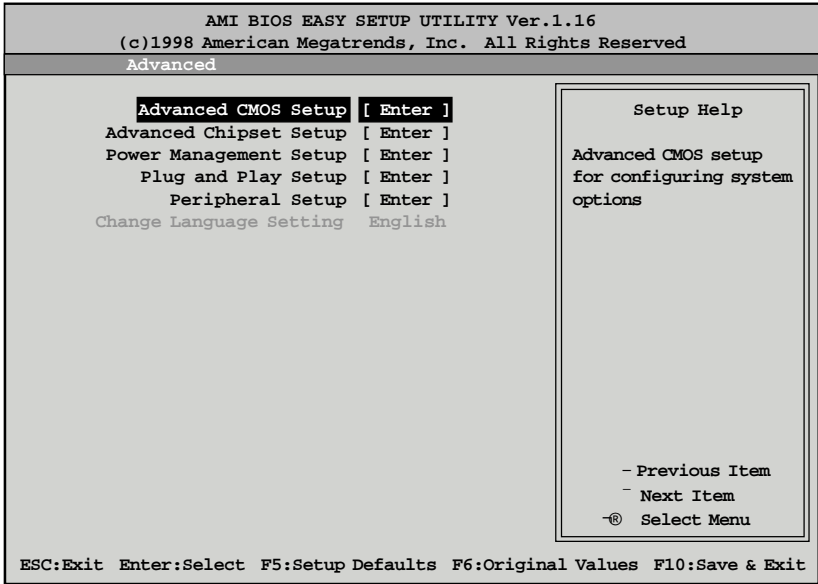 AMI BIOS EASY SETUP UTILITY Ver.1.16
(c)1998 American Megatrends, Inc. All Rights Reserved
Advanced
Advanced CMOS Setup [ Enter ]
Advanced Chipset Setup [ Enter ]
Power Management Setup [ Enter ]
Plug and Play Setup [ Enter ]
Peripheral Setup [ Enter ]
Change Language Setting English
Setup Help
Advanced CMOS setup
for configuring system
options
– Previous Item
¯ Next Item
¬® Select Menu
ESC:Exit Enter:Select F5:Setup Defaults F6:Original Values F10:Save & Exit